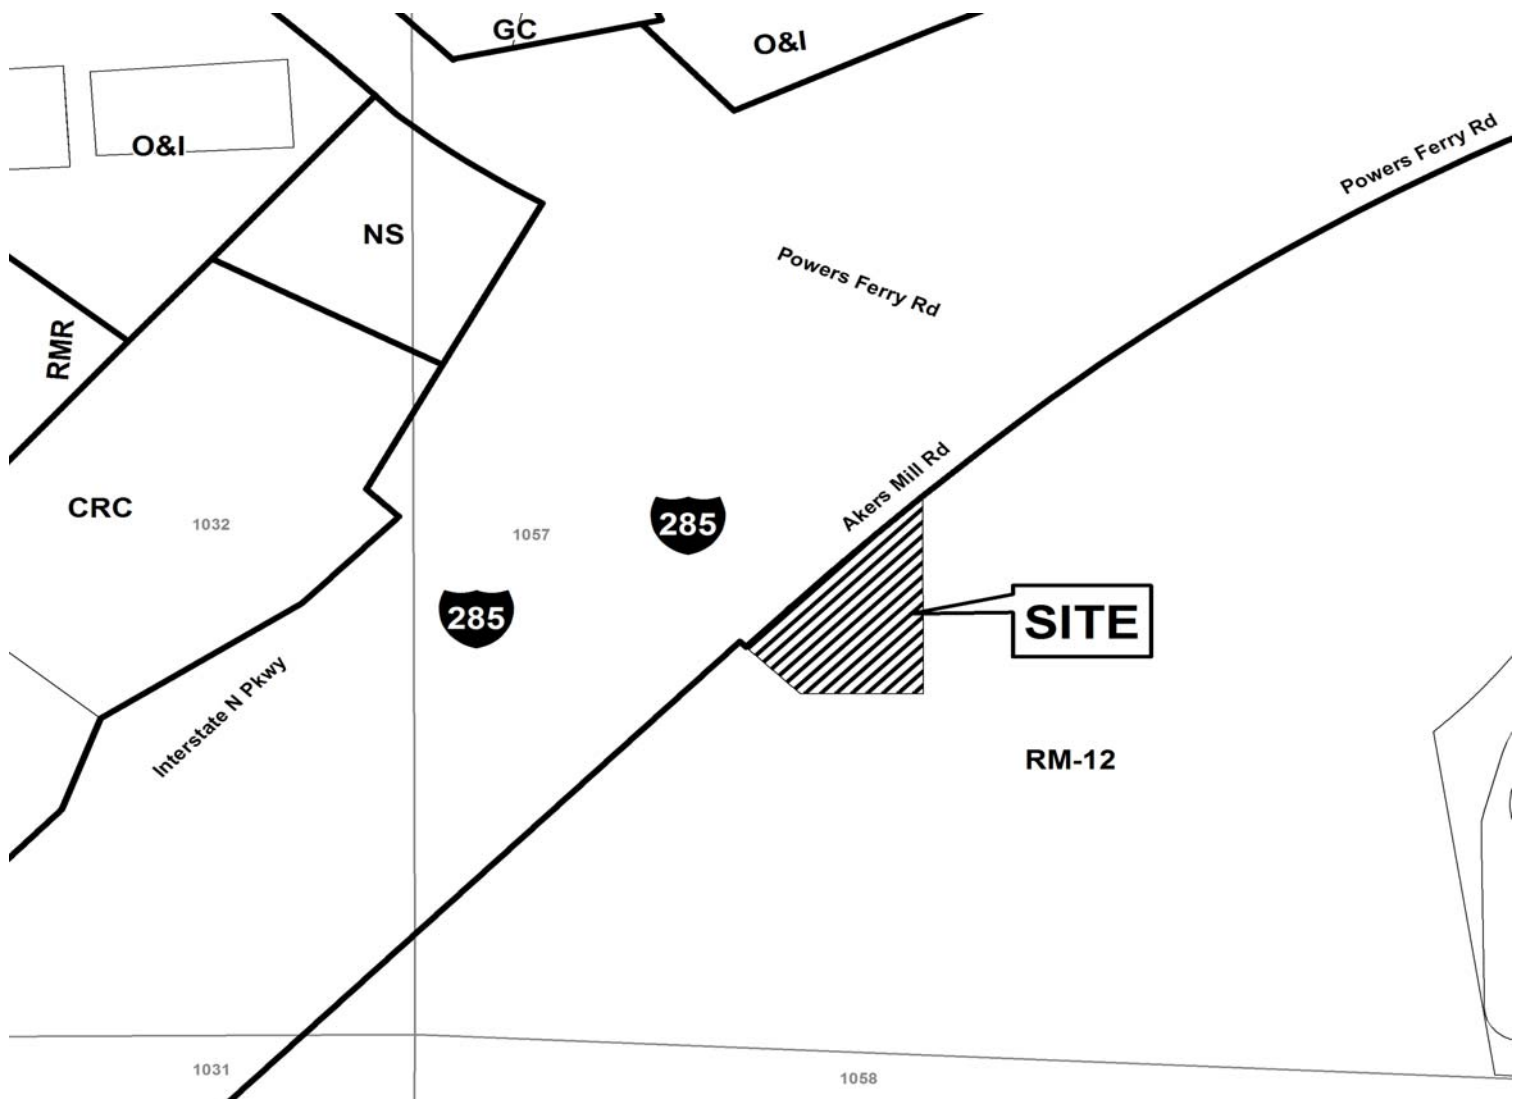 GC
O&I
Powers Ferry Rd
O&I
NS
Powers Ferry Rd
RMR
Akers Mill Rd
CRC
1032
1057
285
285
SITE
Interstate N Pkwy
RM-12
1031
1058